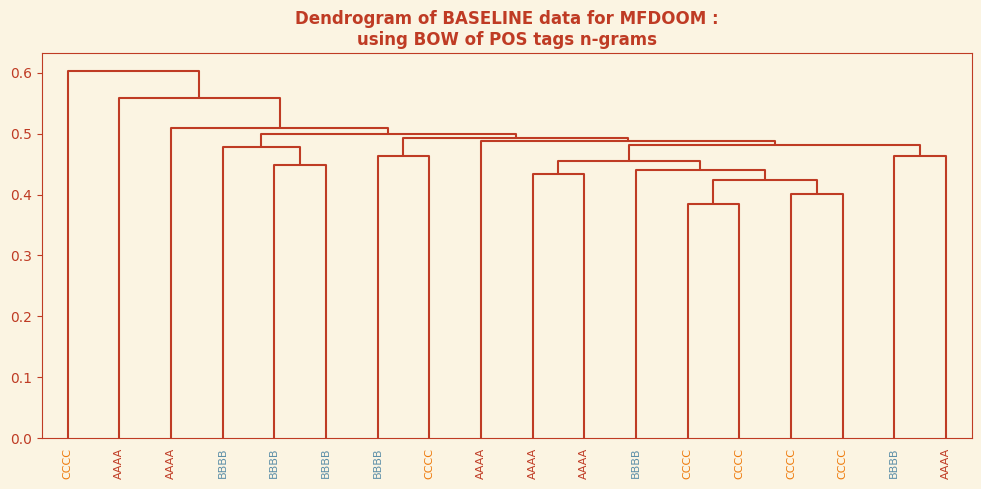 Dendrogram of BASELINE data for MFDOOM :
using BOW of POS tags n-grams
0.6
0.5
0.4
0.3
0.2
0.1
0.0
CCCC
AAAA
AAAA
BBBB
BBBB
BBBB
BBBB
CCCC
AAAA
AAAA
AAAA
BBBB
CCCC
CCCC
CCCC
CCCC
BBBB
AAAA